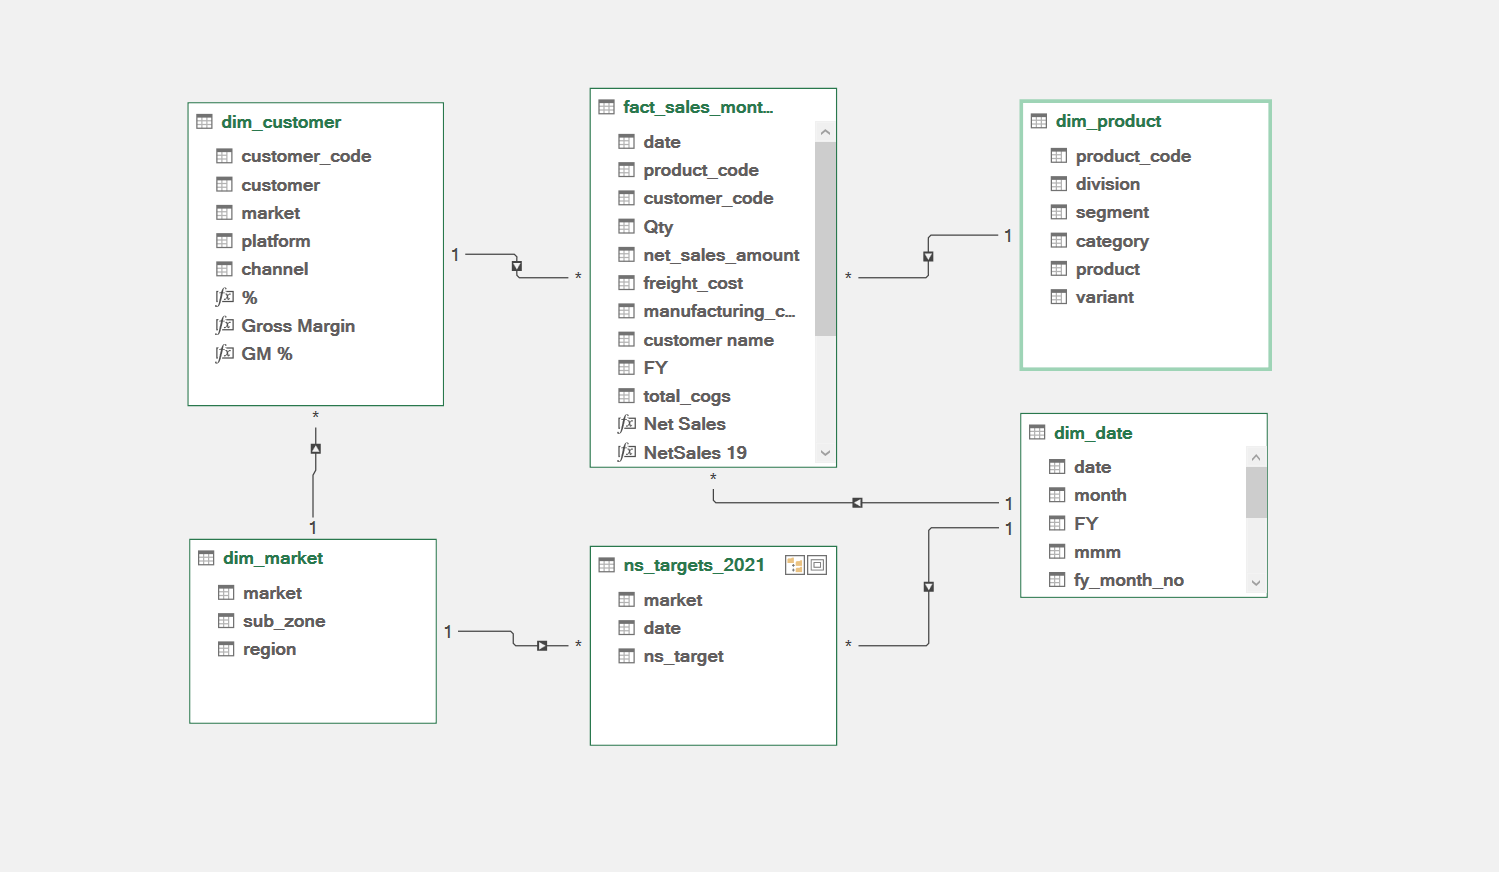 dim_customer
customer_code
customer
market
platform
channel
%
Gross Margin
GM %
fact_sales_mont...
date
product_code
customer_code
Qty
net_sales_amount
freight_cost
manufacturing_c...
customer name
FY
total_cogs
Net Sales
NetSales 19
dim_product
product_code
division
segment
category
product
variant
1
*
*
1
*
1
*
1
1
dim_date
date
month
FY
mmm
fy_month_no
dim_market
market
sub_zone
region
1
*
ns_targets_2021
market
date
ns_target
*